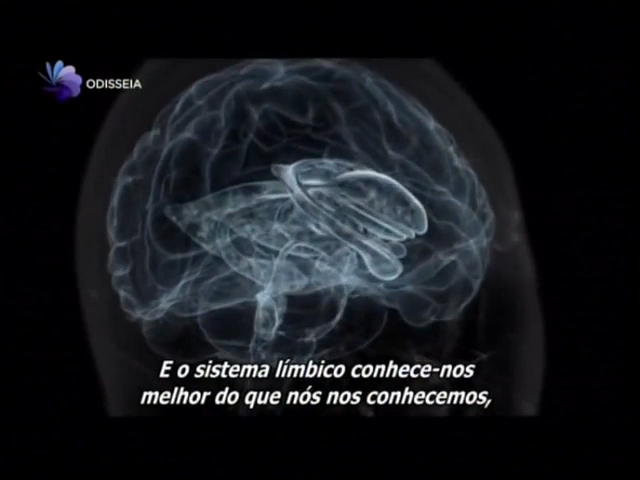 ODISSEIA
E o sistema límbico conhece-nos
melhor do que nós nos conhecemos,